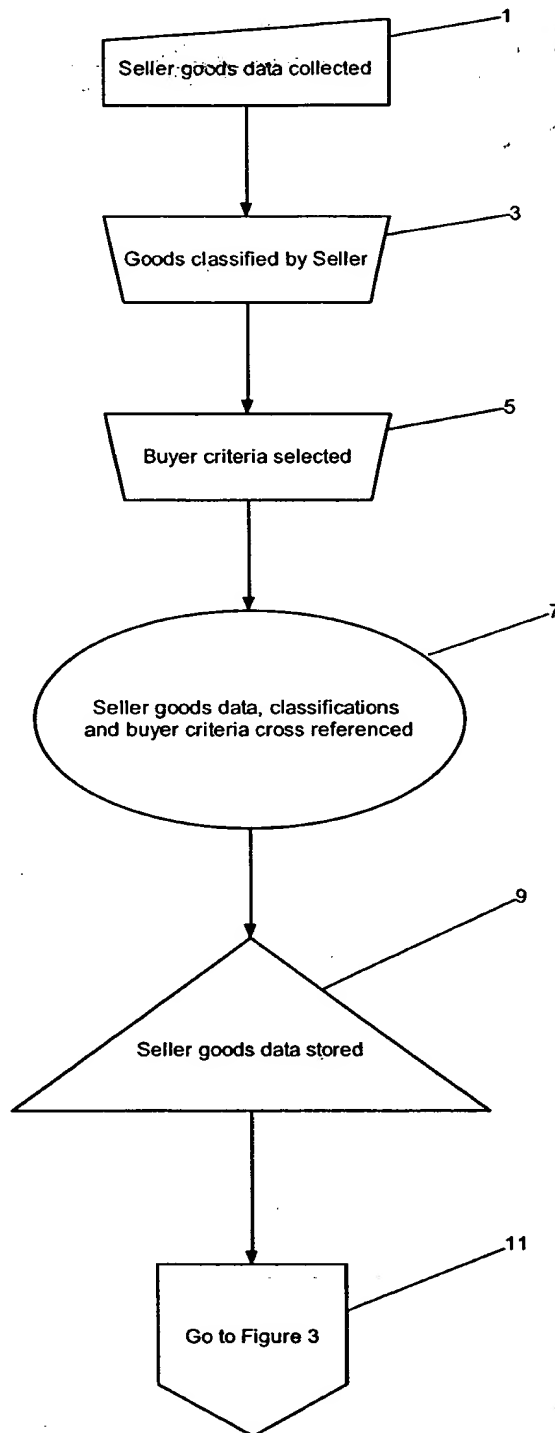 1
Seller goods data collected
3
Goods classified by Seller
5
Buyer criteria selected
7
Seller goods data, classifications
and buyer criteria cross referenced
9
Seller goods data stored
11
Go to Figure 3